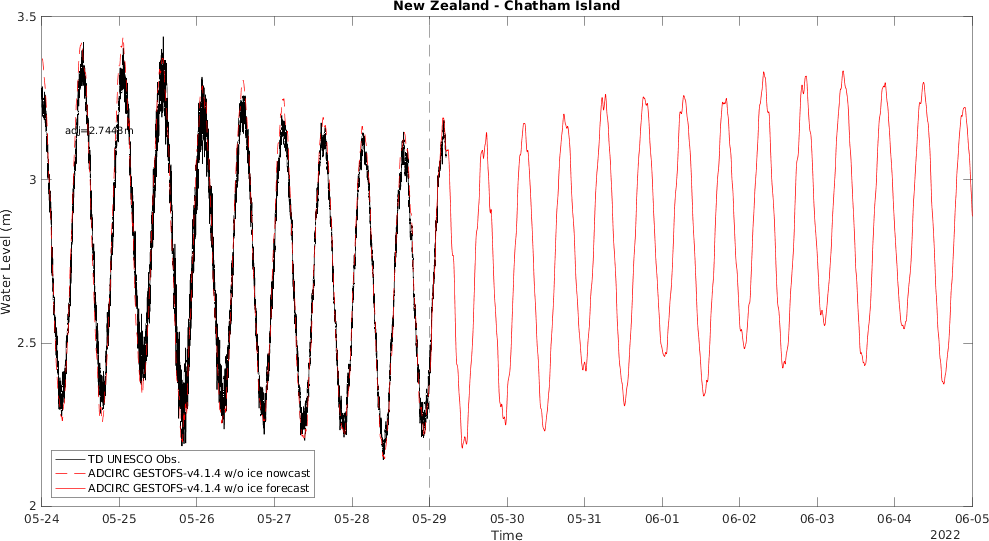 New Zealand - Chatham Island
3.5
3
2.5
2
Water Level (m)
adj=2.7443m
TD UNESCO Obs.
ADCIRC GESTOFS-v4.1.4 w/o ice nowcast
ADCIRC GESTOFS-v4.1.4 w/o ice forecast
05-24 05-25 05-26 05-27 05-28 05-29 05-30 05-31 06-01 06-02 06-03 06-04 06-05
Time
2022